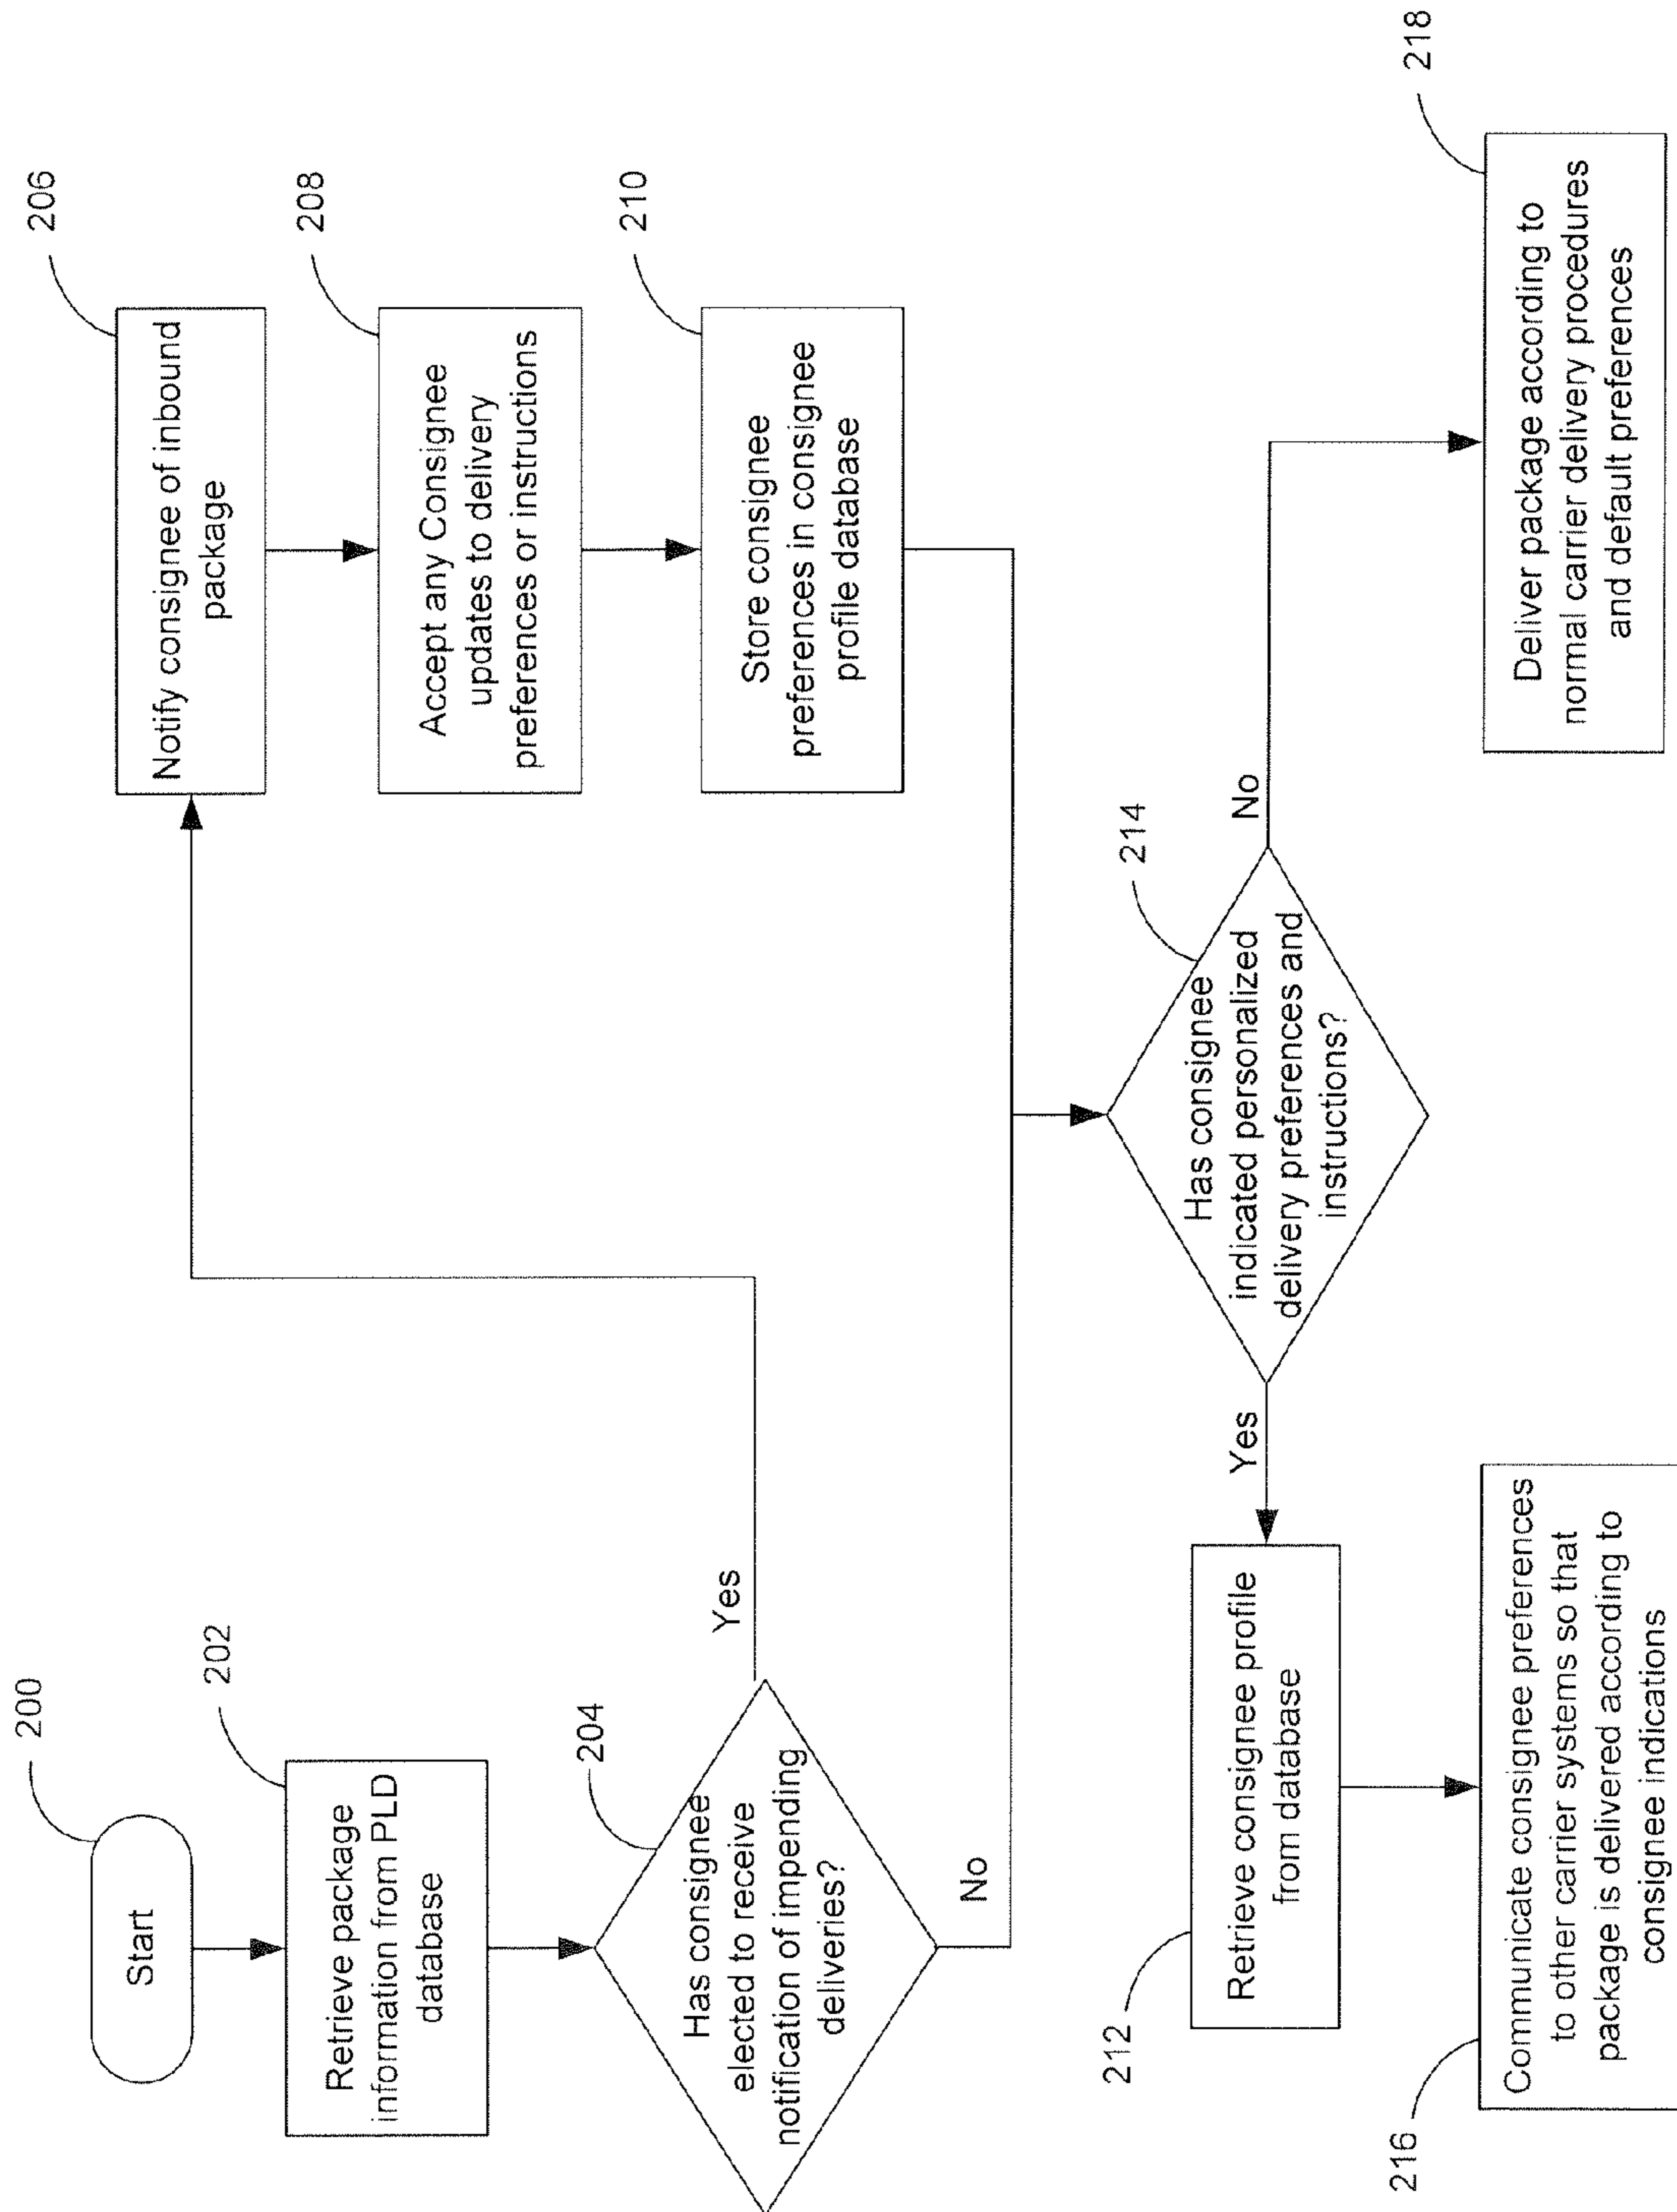 200
Start
202
Retrieve package
information from PLD
database
204
Has consignee
elected to receive
notification of impending
deliveries?
Yes
No
206
Notify consignee of inbound
package
208
Accept any Consignee
updates to delivery
preferences or instructions
210
Store consignee
preferences in consignee
profile database
214
Has consignee
indicated personalized
delivery preferences and
instructions?
Yes
No
212
Retrieve consignee profile
from database
216
Communicate consignee preferences
to other carrier systems so that
package is delivered according to
consignee indications
218
Deliver package according to
normal carrier delivery procedures
and default preferences